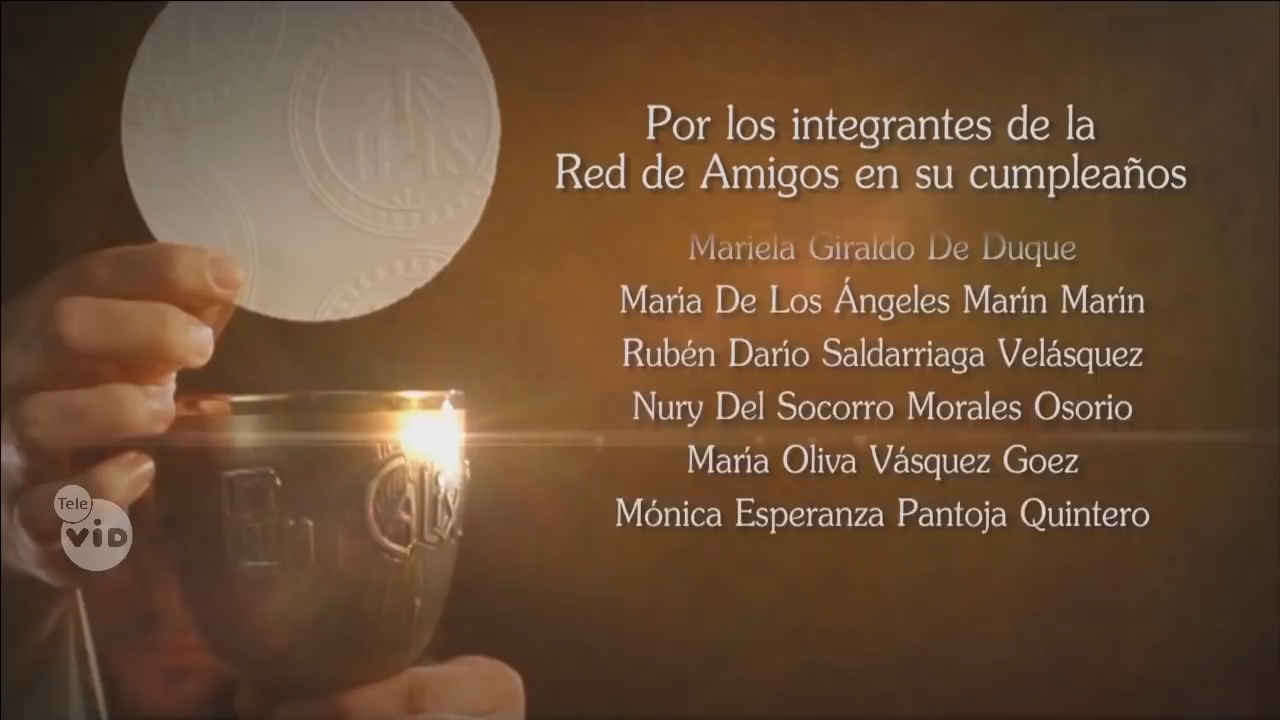 Por los integrantes de la
Red de Amigos en su cumpleaños
Mariela Giraldo De Duque
María De Los Ángeles Marín Marín
Rubén Darío Saldarriaga Velásquez
Nury Del Socorro Morales Osorio
María Oliva Vásquez Goez
Mónica Esperanza Pantoja Quintero
Tele
VID